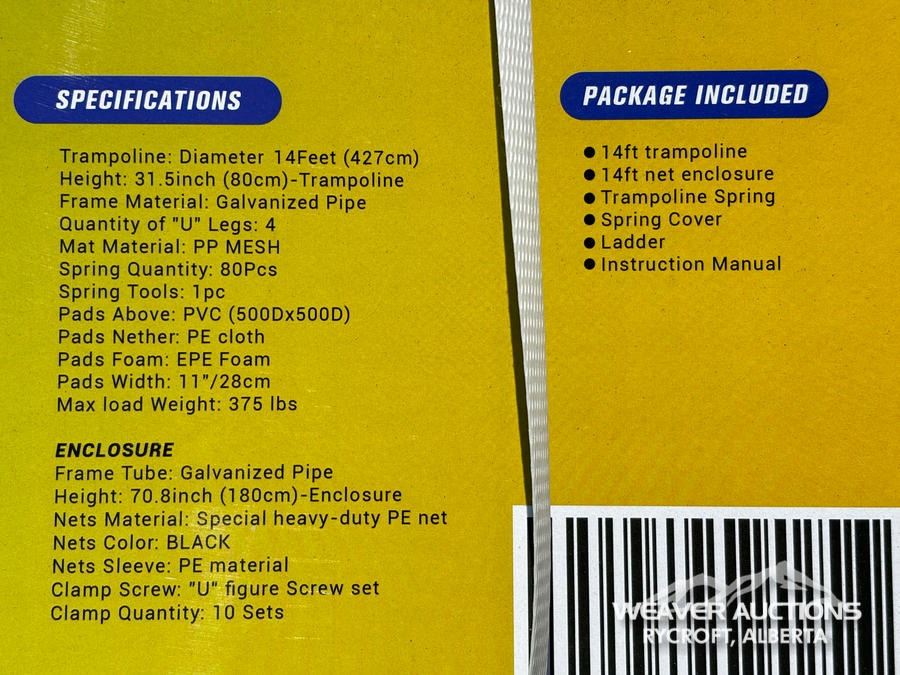 SPECIFICATIONS
Trampoline: Diameter 14Feet (427cm)
Height: 31.5inch (80cm)-Trampoline
Frame Material: Galvanized Pipe
Quantity of "U" Legs: 4
Mat Material: PP MESH
Spring Quantity: 80Pcs
Spring Tools: 1pc
Pads Above: PVC (500Dx500D)
Pads Nether: PE cloth
Pads Foam: EPE Foam
Pads Width: 11"/28cm
Max load Weight: 375 lbs
ENCLOSURE
Frame Tube: Galvanized Pipe
Height: 70.8inch (180cm)-Enclosure
Nets Material: Special heavy-duty PE net
Nets Color: BLACK
Nets Sleeve: PE material
Clamp Screw: "U" figure Screw set
Clamp Quantity: 10 Sets
PACKAGE INCLUDED
● 14ft trampoline
● 14ft net enclosure
● Trampoline Spring
● Spring Cover
● Ladder
● Instruction Manual
WEAVER AUCTIONS
RYCROFT, ALBERTA